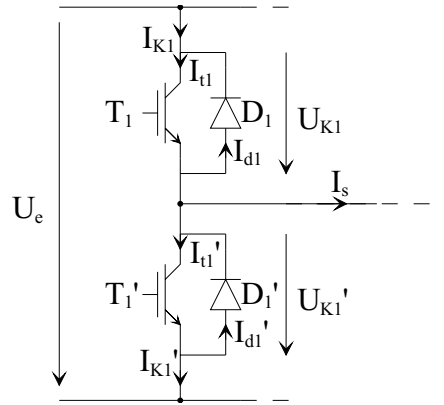 I_K1
I_t1
T_1
D_1
U_K1
I_d1
I_s
U_e
I_t1'
T_1'
D_1'
U_K1'
I_d1'
I_K1'